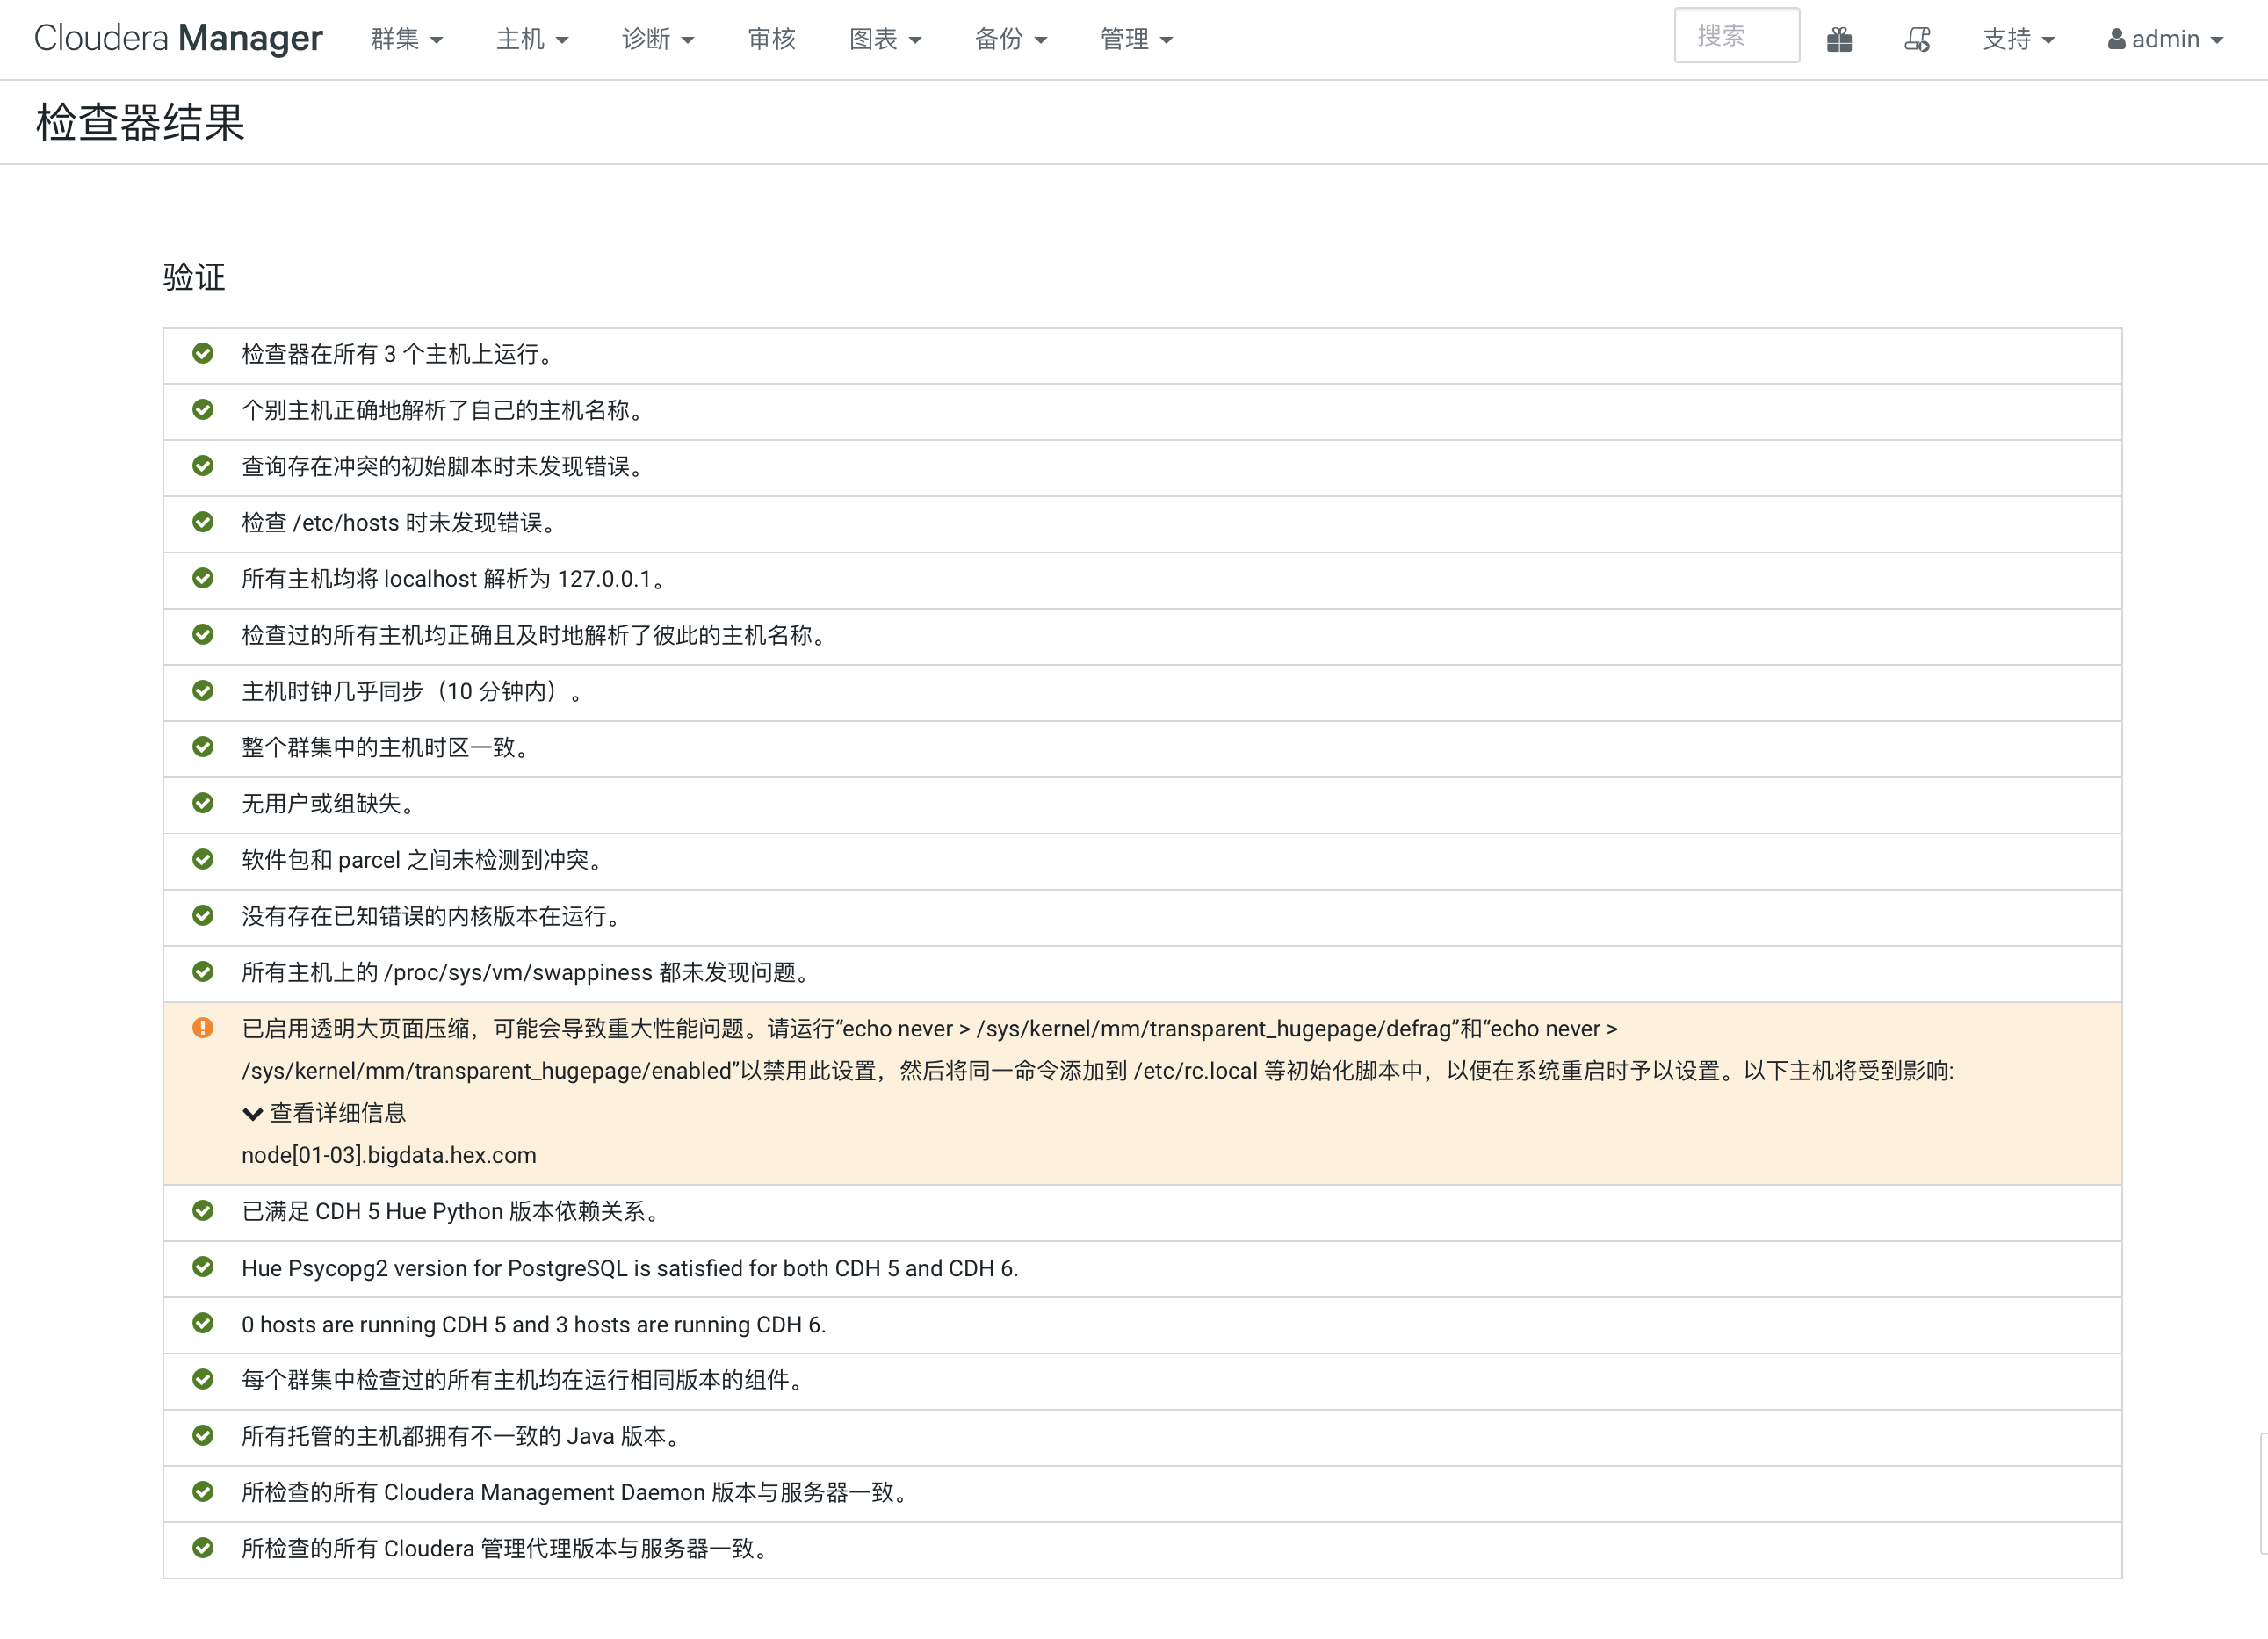 Cloudera Manager 群集 主机 诊断 审核 图表 备份 管理 搜索 支持 admin
检查器结果
验证
检查器在所有 3 个主机上运行。
个别主机正确地解析了自己的主机名称。
查询存在冲突的初始脚本时未发现错误。
检查 /etc/hosts 时未发现错误。
所有主机均将 localhost 解析为 127.0.0.1。
检查过的所有主机均正确且及时地解析了彼此的主机名称。
主机时钟几乎同步（10 分钟内）。
整个群集中的主机时区一致。
无用户或组缺失。
软件包和 parcel 之间未检测到冲突。
没有存在已知错误的内核版本在运行。
所有主机上的 /proc/sys/vm/swappiness 都未发现问题。
已启用透明大页面压缩，可能会导致重大性能问题。请运行“echo never > /sys/kernel/mm/transparent_hugepage/defrag”和“echo never >
/sys/kernel/mm/transparent_hugepage/enabled”以禁用此设置，然后将同一命令添加到 /etc/rc.local 等初始化脚本中，以便在系统重启时予以设置。以下主机将受到影响:
查看详细信息
node[01-03].bigdata.hex.com
已满足 CDH 5 Hue Python 版本依赖关系。
Hue Psycopg2 version for PostgreSQL is satisfied for both CDH 5 and CDH 6.
0 hosts are running CDH 5 and 3 hosts are running CDH 6.
每个群集中检查过的所有主机均在运行相同版本的组件。
所有托管的主机都拥有不一致的 Java 版本。
所检查的所有 Cloudera Management Daemon 版本与服务器一致。
所检查的所有 Cloudera 管理代理版本与服务器一致。